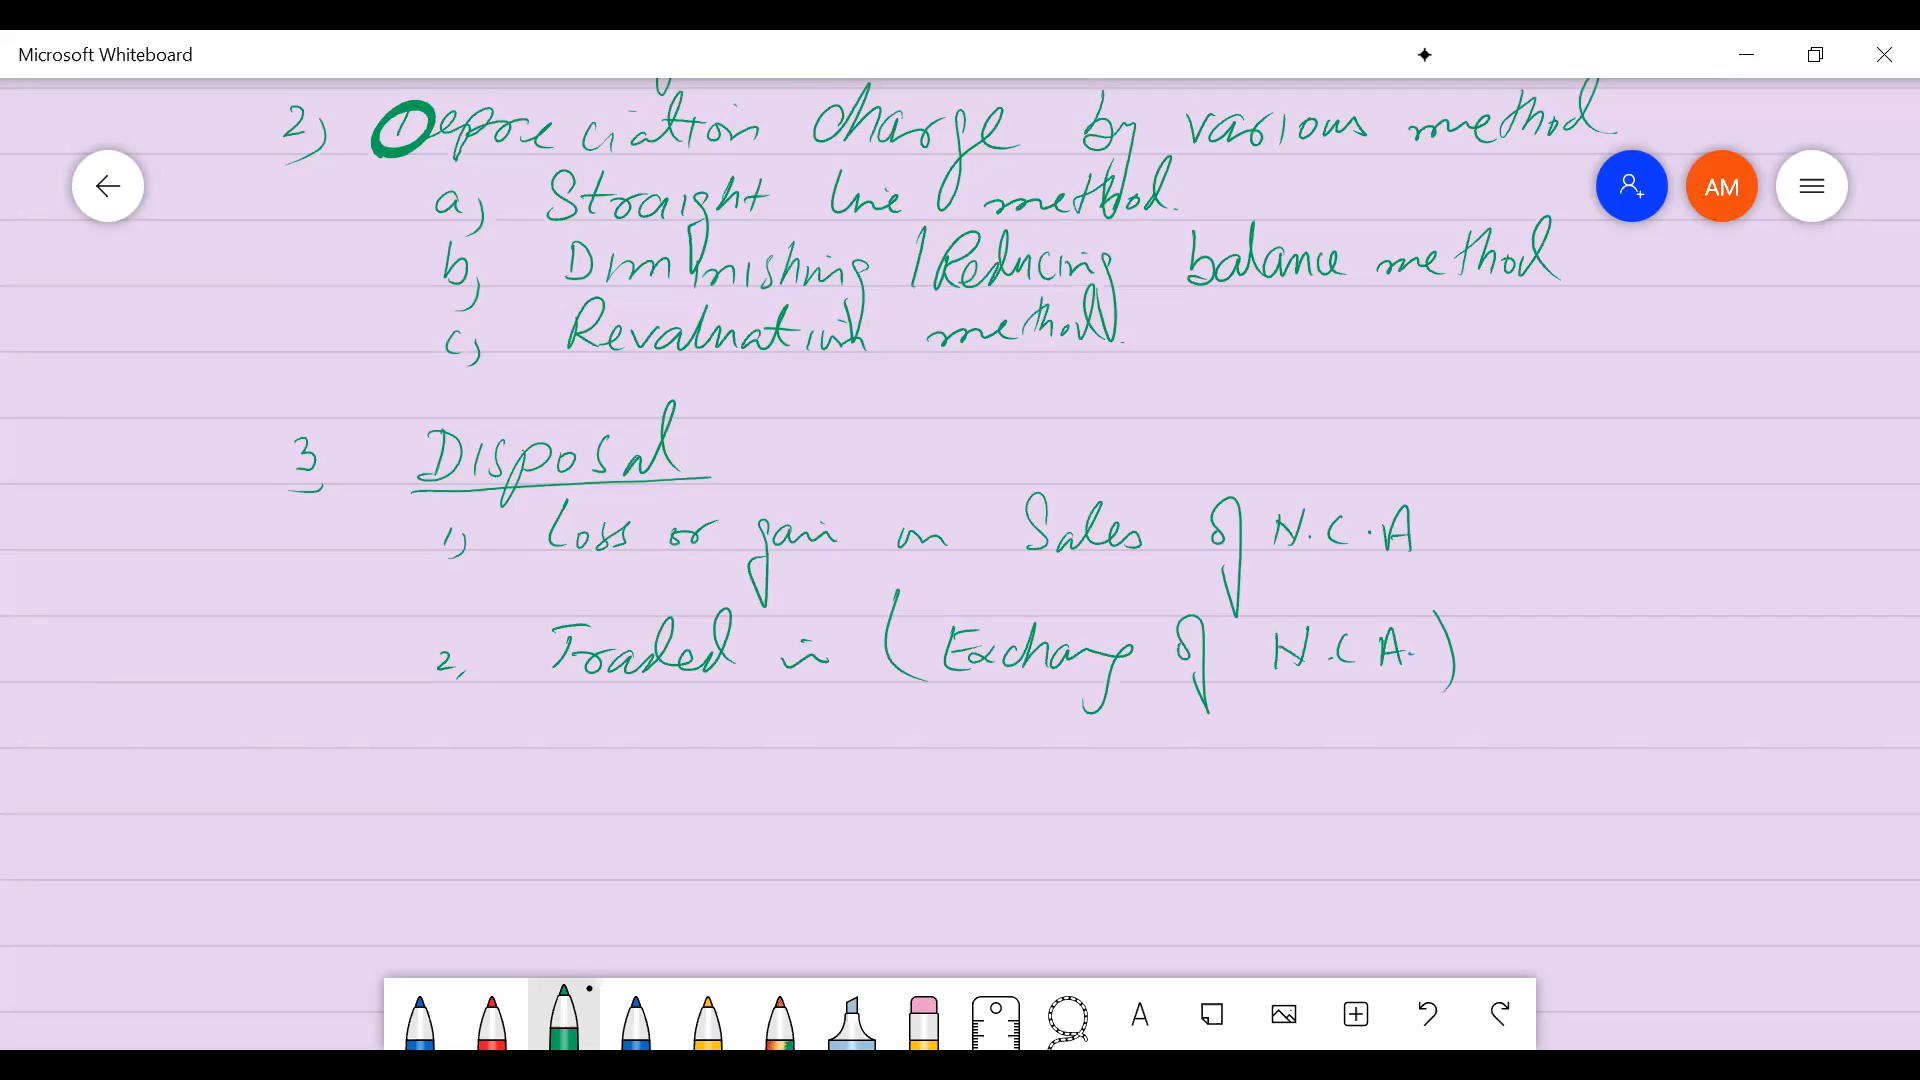 Microsoft Whiteboard
2) Depreciation charge by various method
AM
a) Straight line method.
b) Diminishing / Reducing balance method
c) Revaluation method.
3 Disposal
1) Loss or gain on Sales of N.C.A
2. Traded in (Exchang of N.C A.)